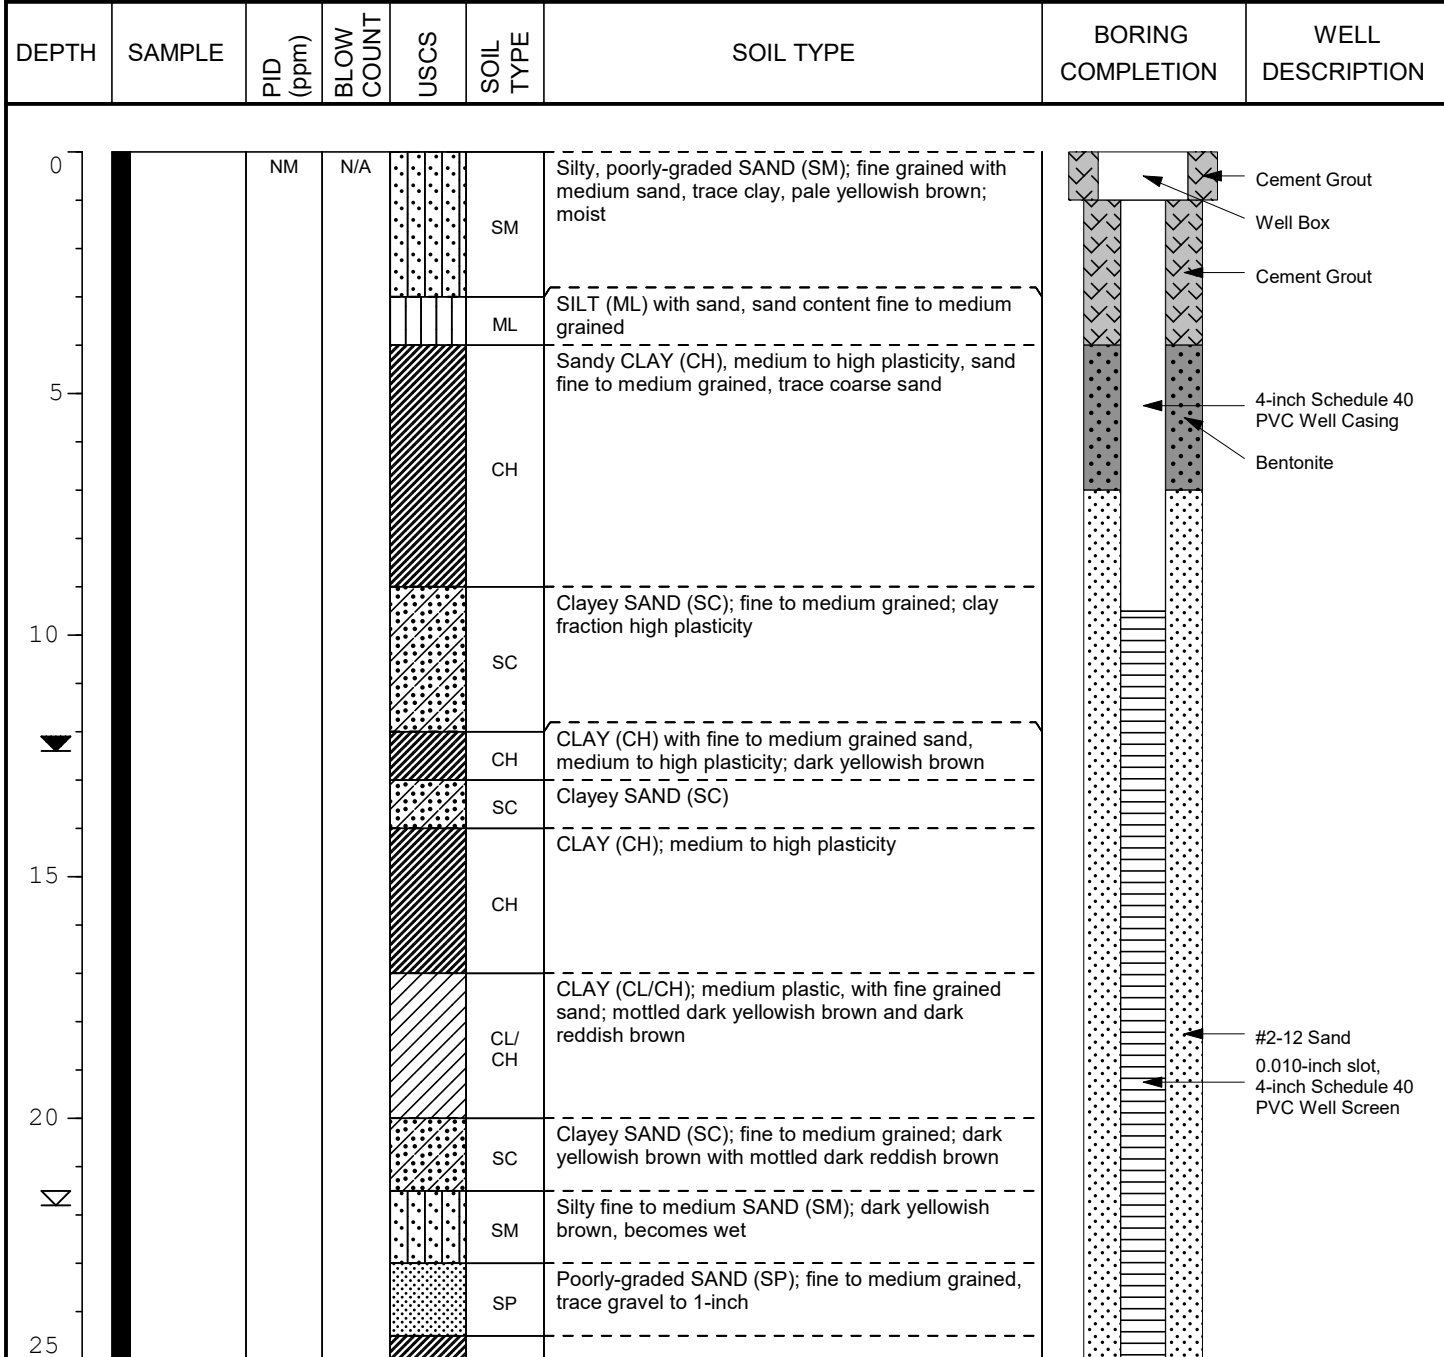 DEPTH
SAMPLE
PID
(ppm)
BLOW
COUNT
USCS
SOIL
TYPE
SOIL TYPE
BORING
COMPLETION
WELL
DESCRIPTION
0
NM
N/A
SM
Silty, poorly-graded SAND (SM); fine grained with
medium sand, trace clay, pale yellowish brown;
moist
Cement Grout
Well Box
Cement Grout
ML
SILT (ML) with sand, sand content fine to medium
grained
5
CH
Sandy CLAY (CH), medium to high plasticity, sand
fine to medium grained, trace coarse sand
4-inch Schedule 40
PVC Well Casing
Bentonite
10
SC
Clayey SAND (SC); fine to medium grained; clay
fraction high plasticity
CH
CLAY (CH) with fine to medium grained sand,
medium to high plasticity; dark yellowish brown
SC
Clayey SAND (SC)
15
CH
CLAY (CH); medium to high plasticity
CL/
CH
CLAY (CL/CH); medium plastic, with fine grained
sand; mottled dark yellowish brown and dark
reddish brown
#2-12 Sand
0.010-inch slot,
4-inch Schedule 40
PVC Well Screen
20
SC
Clayey SAND (SC); fine to medium grained; dark
yellowish brown with mottled dark reddish brown
SM
Silty fine to medium SAND (SM); dark yellowish
brown, becomes wet
SP
Poorly-graded SAND (SP); fine to medium grained,
trace gravel to 1-inch
25